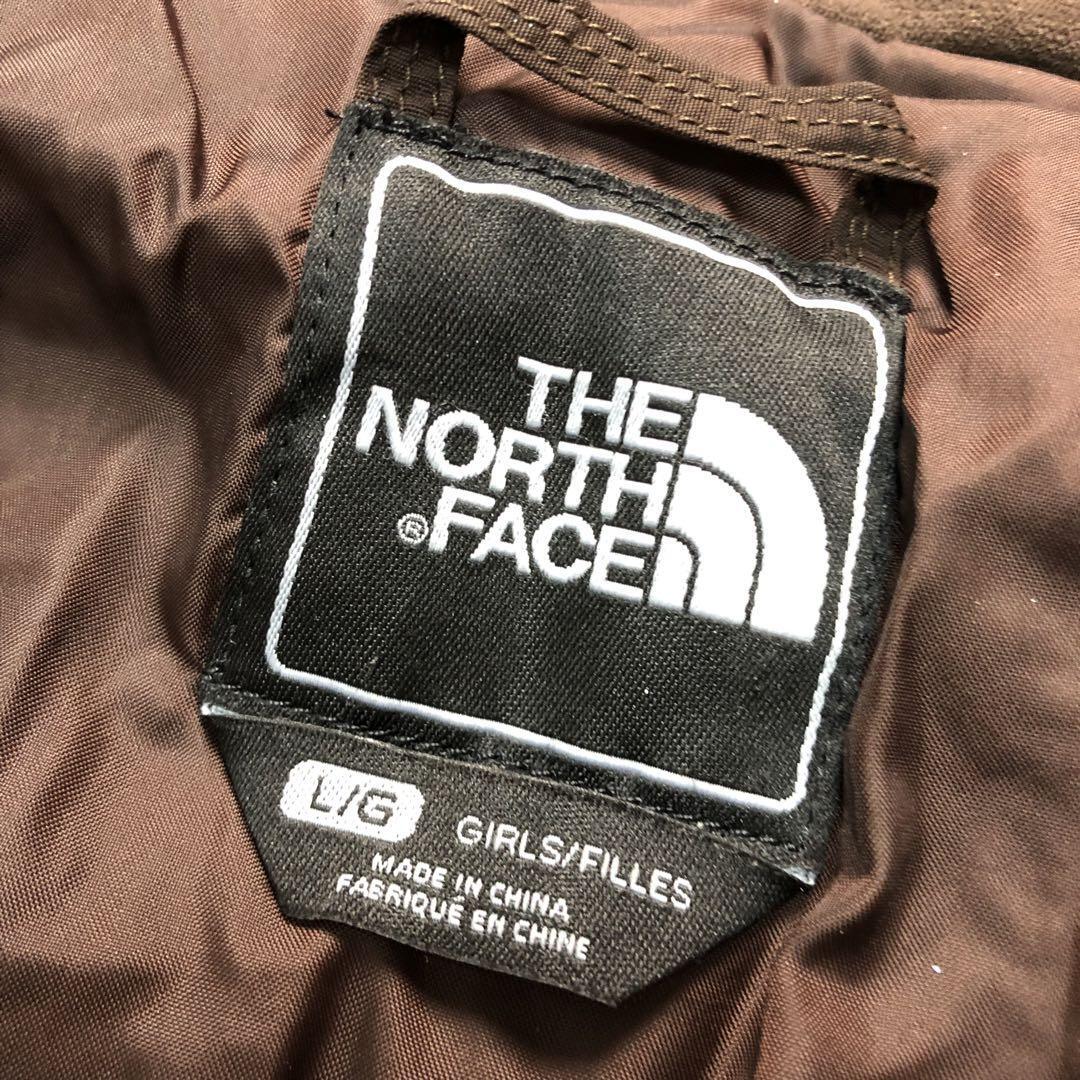 THE
NORTH
® FACE
L/G GIRLS/FILLES
MADE IN CHINA
FABRIQUÉ EN CHINE